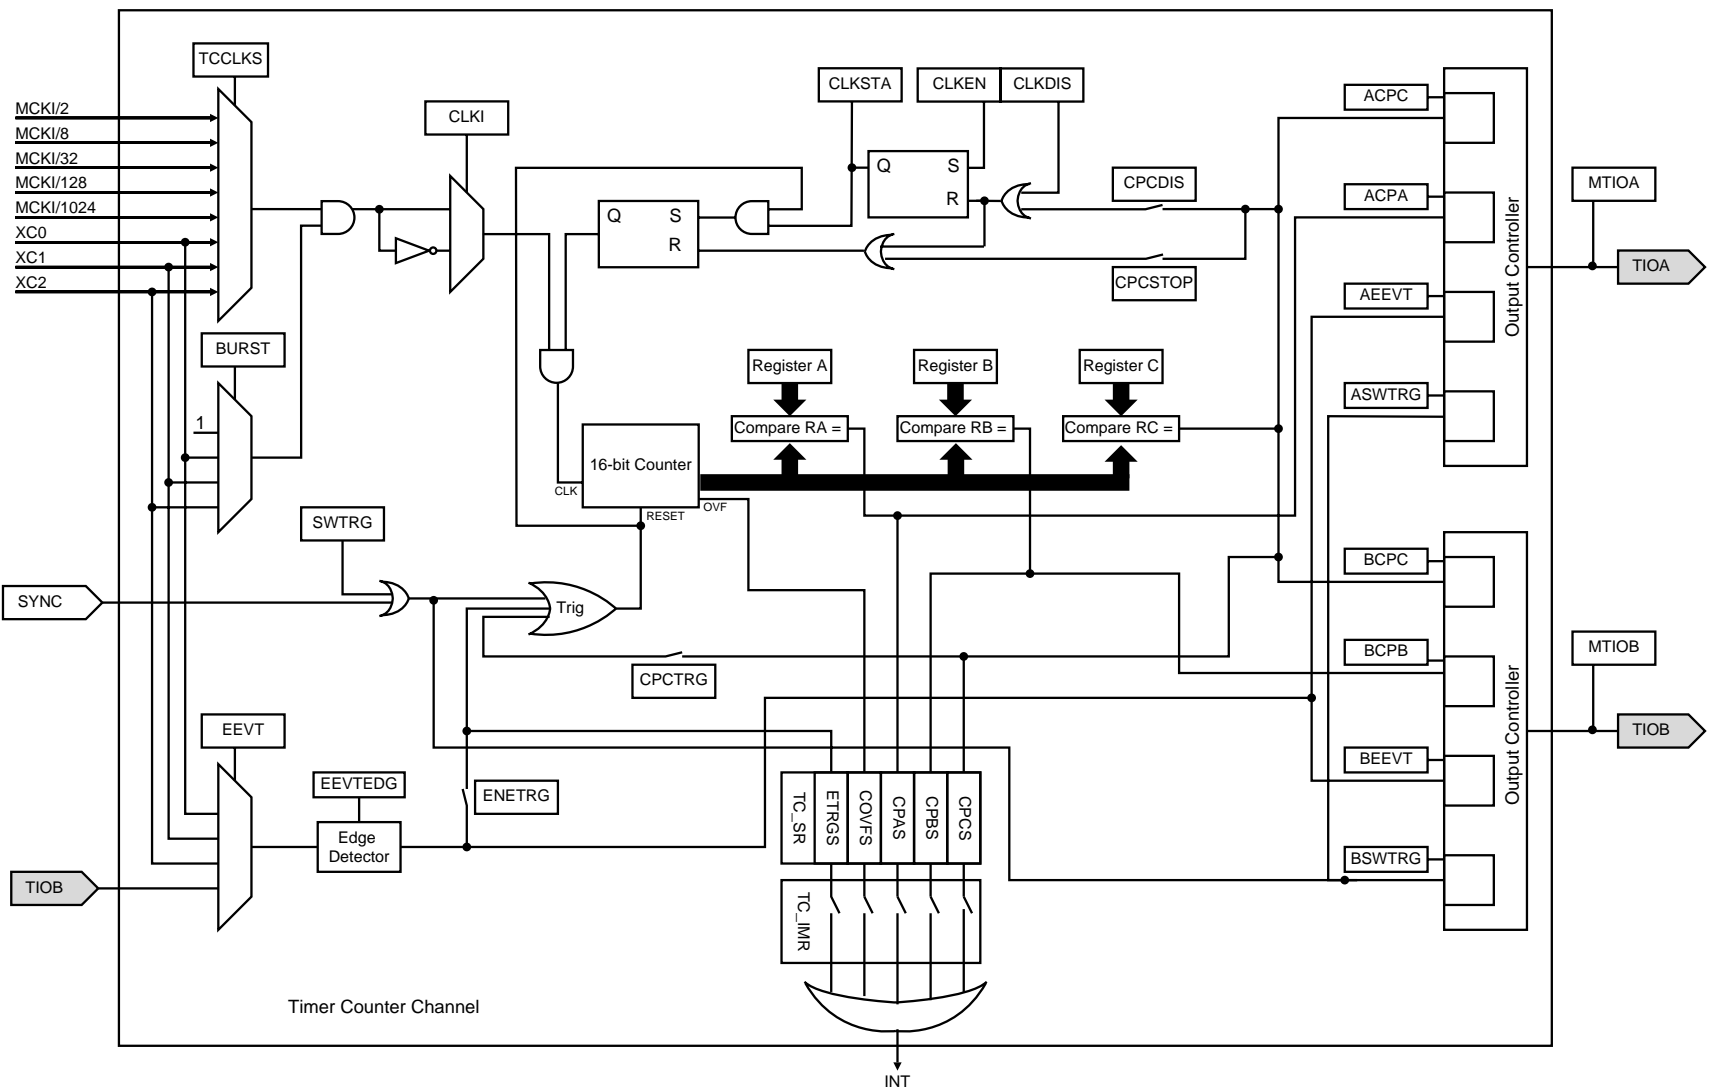 TCCLKS
CLKSTA
CLKEN
CLKDIS
MCKI/2
MCKI/8
MCKI/32
MCKI/128
MCKI/1024
XC0
XC1
XC2
CLKI
Q
S
R
Q
S
R
CPCDIS
CPCSTOP
ACPC
ACPA
AEEVT
ASWTRG
Output Controller
MTIOA
TIOA
BURST
1
Register A
Register B
Register C
Compare RA =
Compare RB =
Compare RC =
16-bit Counter
CLK
RESET
OVF
SWTRG
SYNC
Trig
CPCTRG
BCPC
BCPB
BEEVT
BSWTRG
Output Controller
MTIOB
TIOB
EEVT
EEVTEDG
Edge
Detector
ENETRG
TIOB
TC_SR
ETRGS
COVFS
CPAS
CPBS
CPCS
TC_IMR
Timer Counter Channel
INT